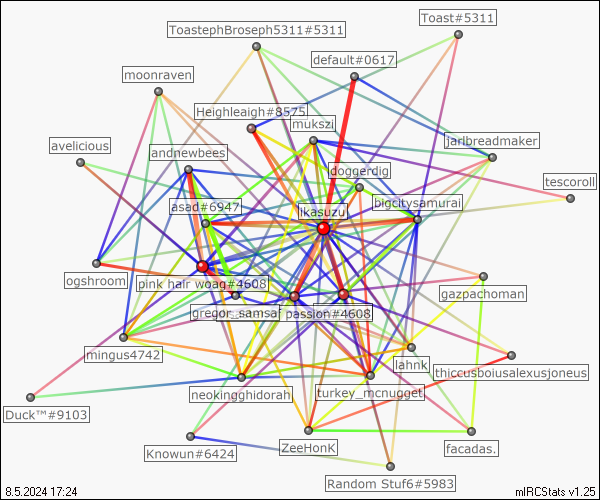 ToastephBroseph5311#5311
Toast#5311
default#0617
moonraven
Heighleaigh#8575
mukszi
jarlbreadmaker
avelicious
andnewbees
doggerdig
tescoroll
asad#6947
likasuzu
bigcitysamurai
ogshroom
pink hair woag#4608
gazpachoman
gregor_samsa
passion#4608
mingus4742
lahnk
thiccusboiusalexusjoneus
neokingghidorah
turkey_mcnugget
Duck™#9103
Knowun#6424
ZeeHonK
facadas.
Random Stuf6#5983
8.5.2024 17:24
mIRCStats v1.25